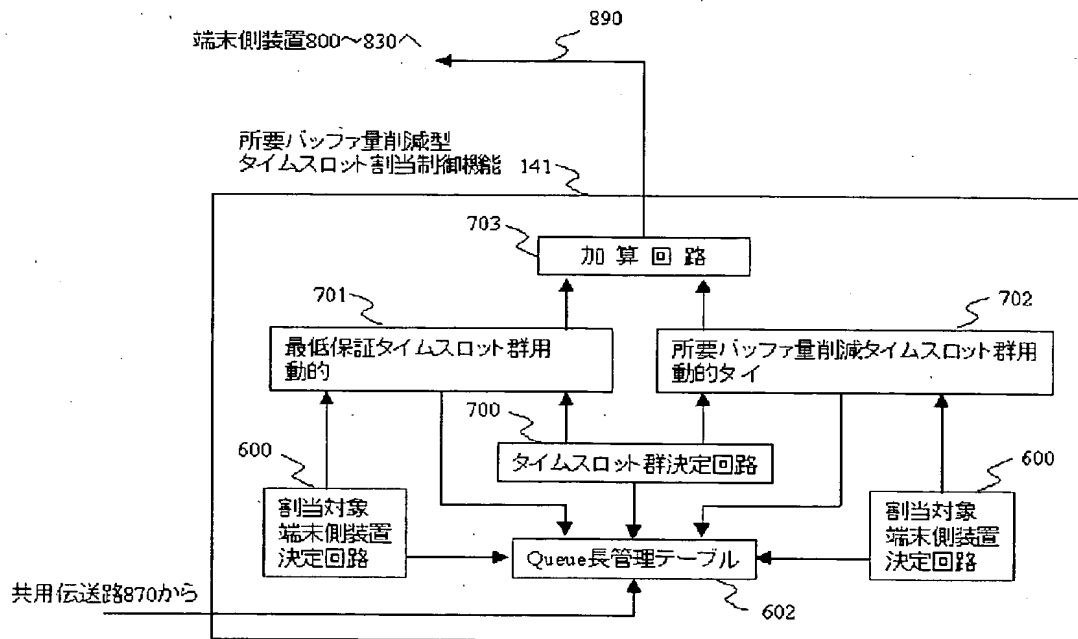 890
端末側装置800～830へ
所要バッファ量削減型
タイムスロット割当制御機能 141
703
加算回路
701
702
最低保証タイムスロット群用
動的
所要バッファ量削減タイムスロット群用
動的タイ
700
タイムスロット群決定回路
600
600
割当対象
端末側装置
決定回路
割当対象
端末側装置
決定回路
Queue長管理テーブル
共用伝送路870から
602